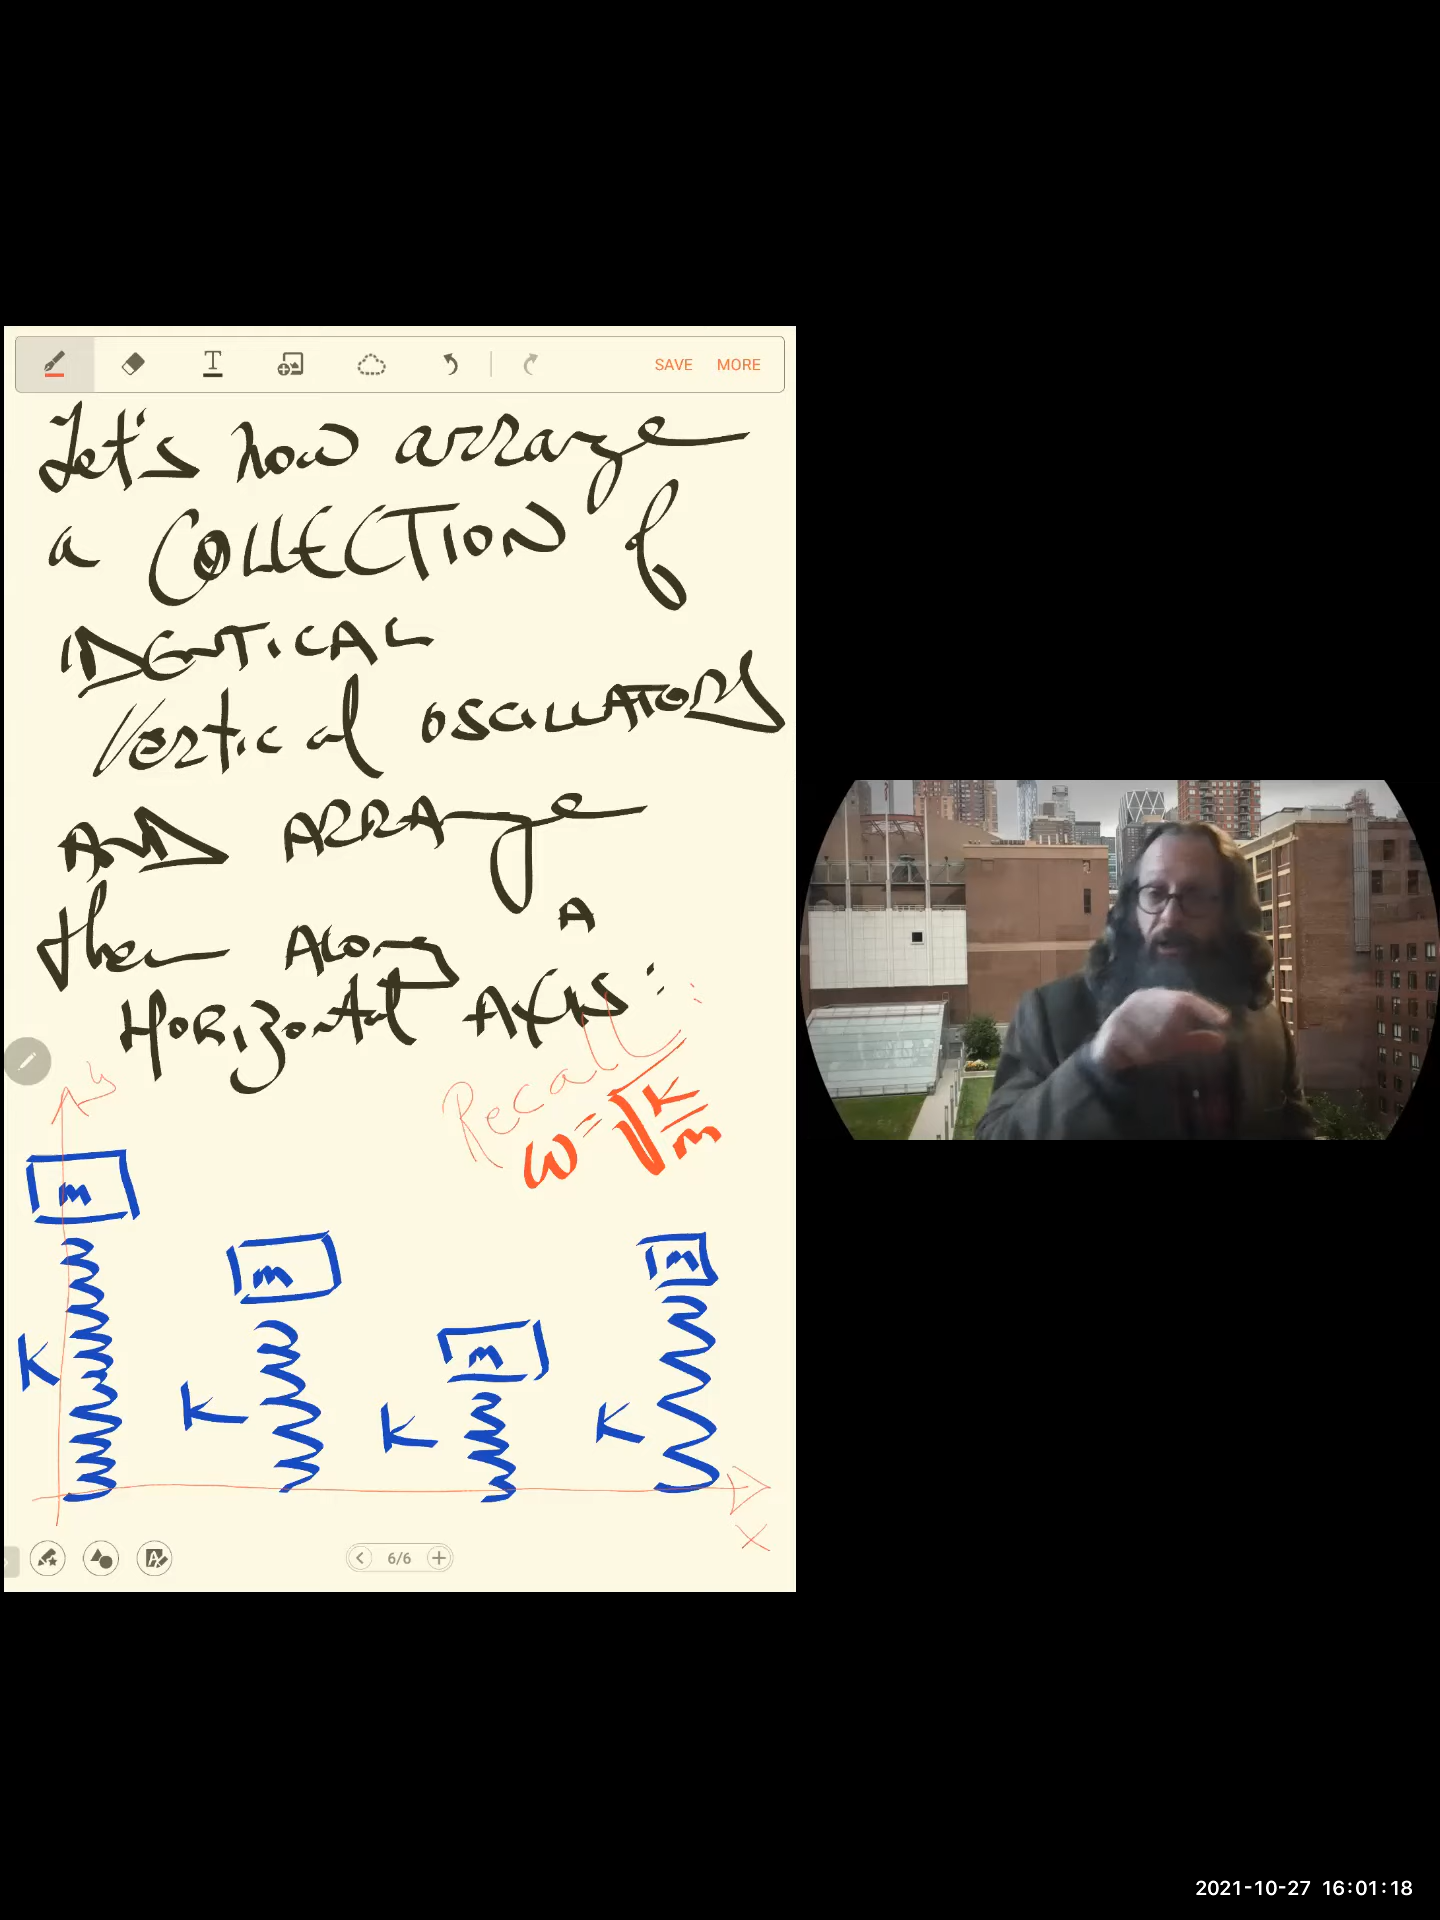 SAVE MORE
Let's now arrange
a COLLECTION of
IDENTICAL
Vertical OSCILLATORY
AND ARRAnge
them Along A
HORIZontal AXIS:
Recall:
ω=√K/m
y
m
m
m
m
K
K
K
K
x
6/6
2021-10-27 16:01:18